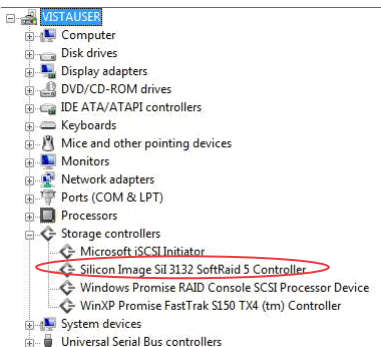 VISTAUSER
Computer
Disk drives
Display adapters
DVD/CD-ROM drives
IDE ATA/ATAPI controllers
Keyboards
Mice and other pointing devices
Monitors
Network adapters
Ports (COM & LPT)
Processors
Storage controllers
Microsoft iSCSI Initiator
Silicon Image SiI 3132 SoftRaid 5 Controller
Windows Promise RAID Console SCSI Processor Device
WinXP Promise FastTrak S150 TX4 (tm) Controller
System devices
Universal Serial Bus controllers